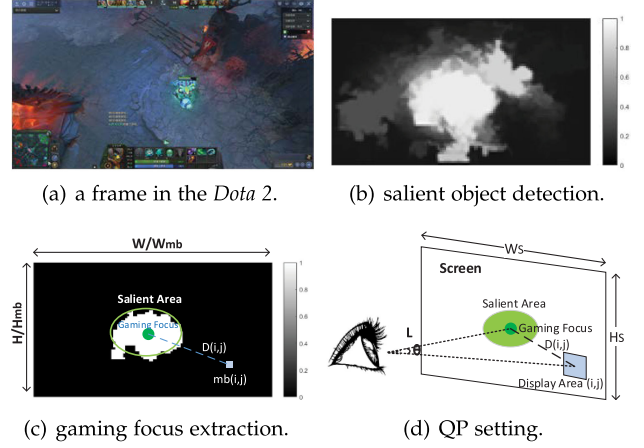 1
0.8
0.6
0.4
0.2
0
(a) a frame in the Dota 2.
(b) salient object detection.
W/Wmb
H/Hmb
Salient Area
Gaming Focus
D(i,j)
mb(i,j)
1
0.8
0.6
0.4
0.2
0
(c) gaming focus extraction.
Ws
Screen
Salient Area
L
Gaming Focus
θ
D(i,j)
Hs
Display Area (i,j)
(d) QP setting.